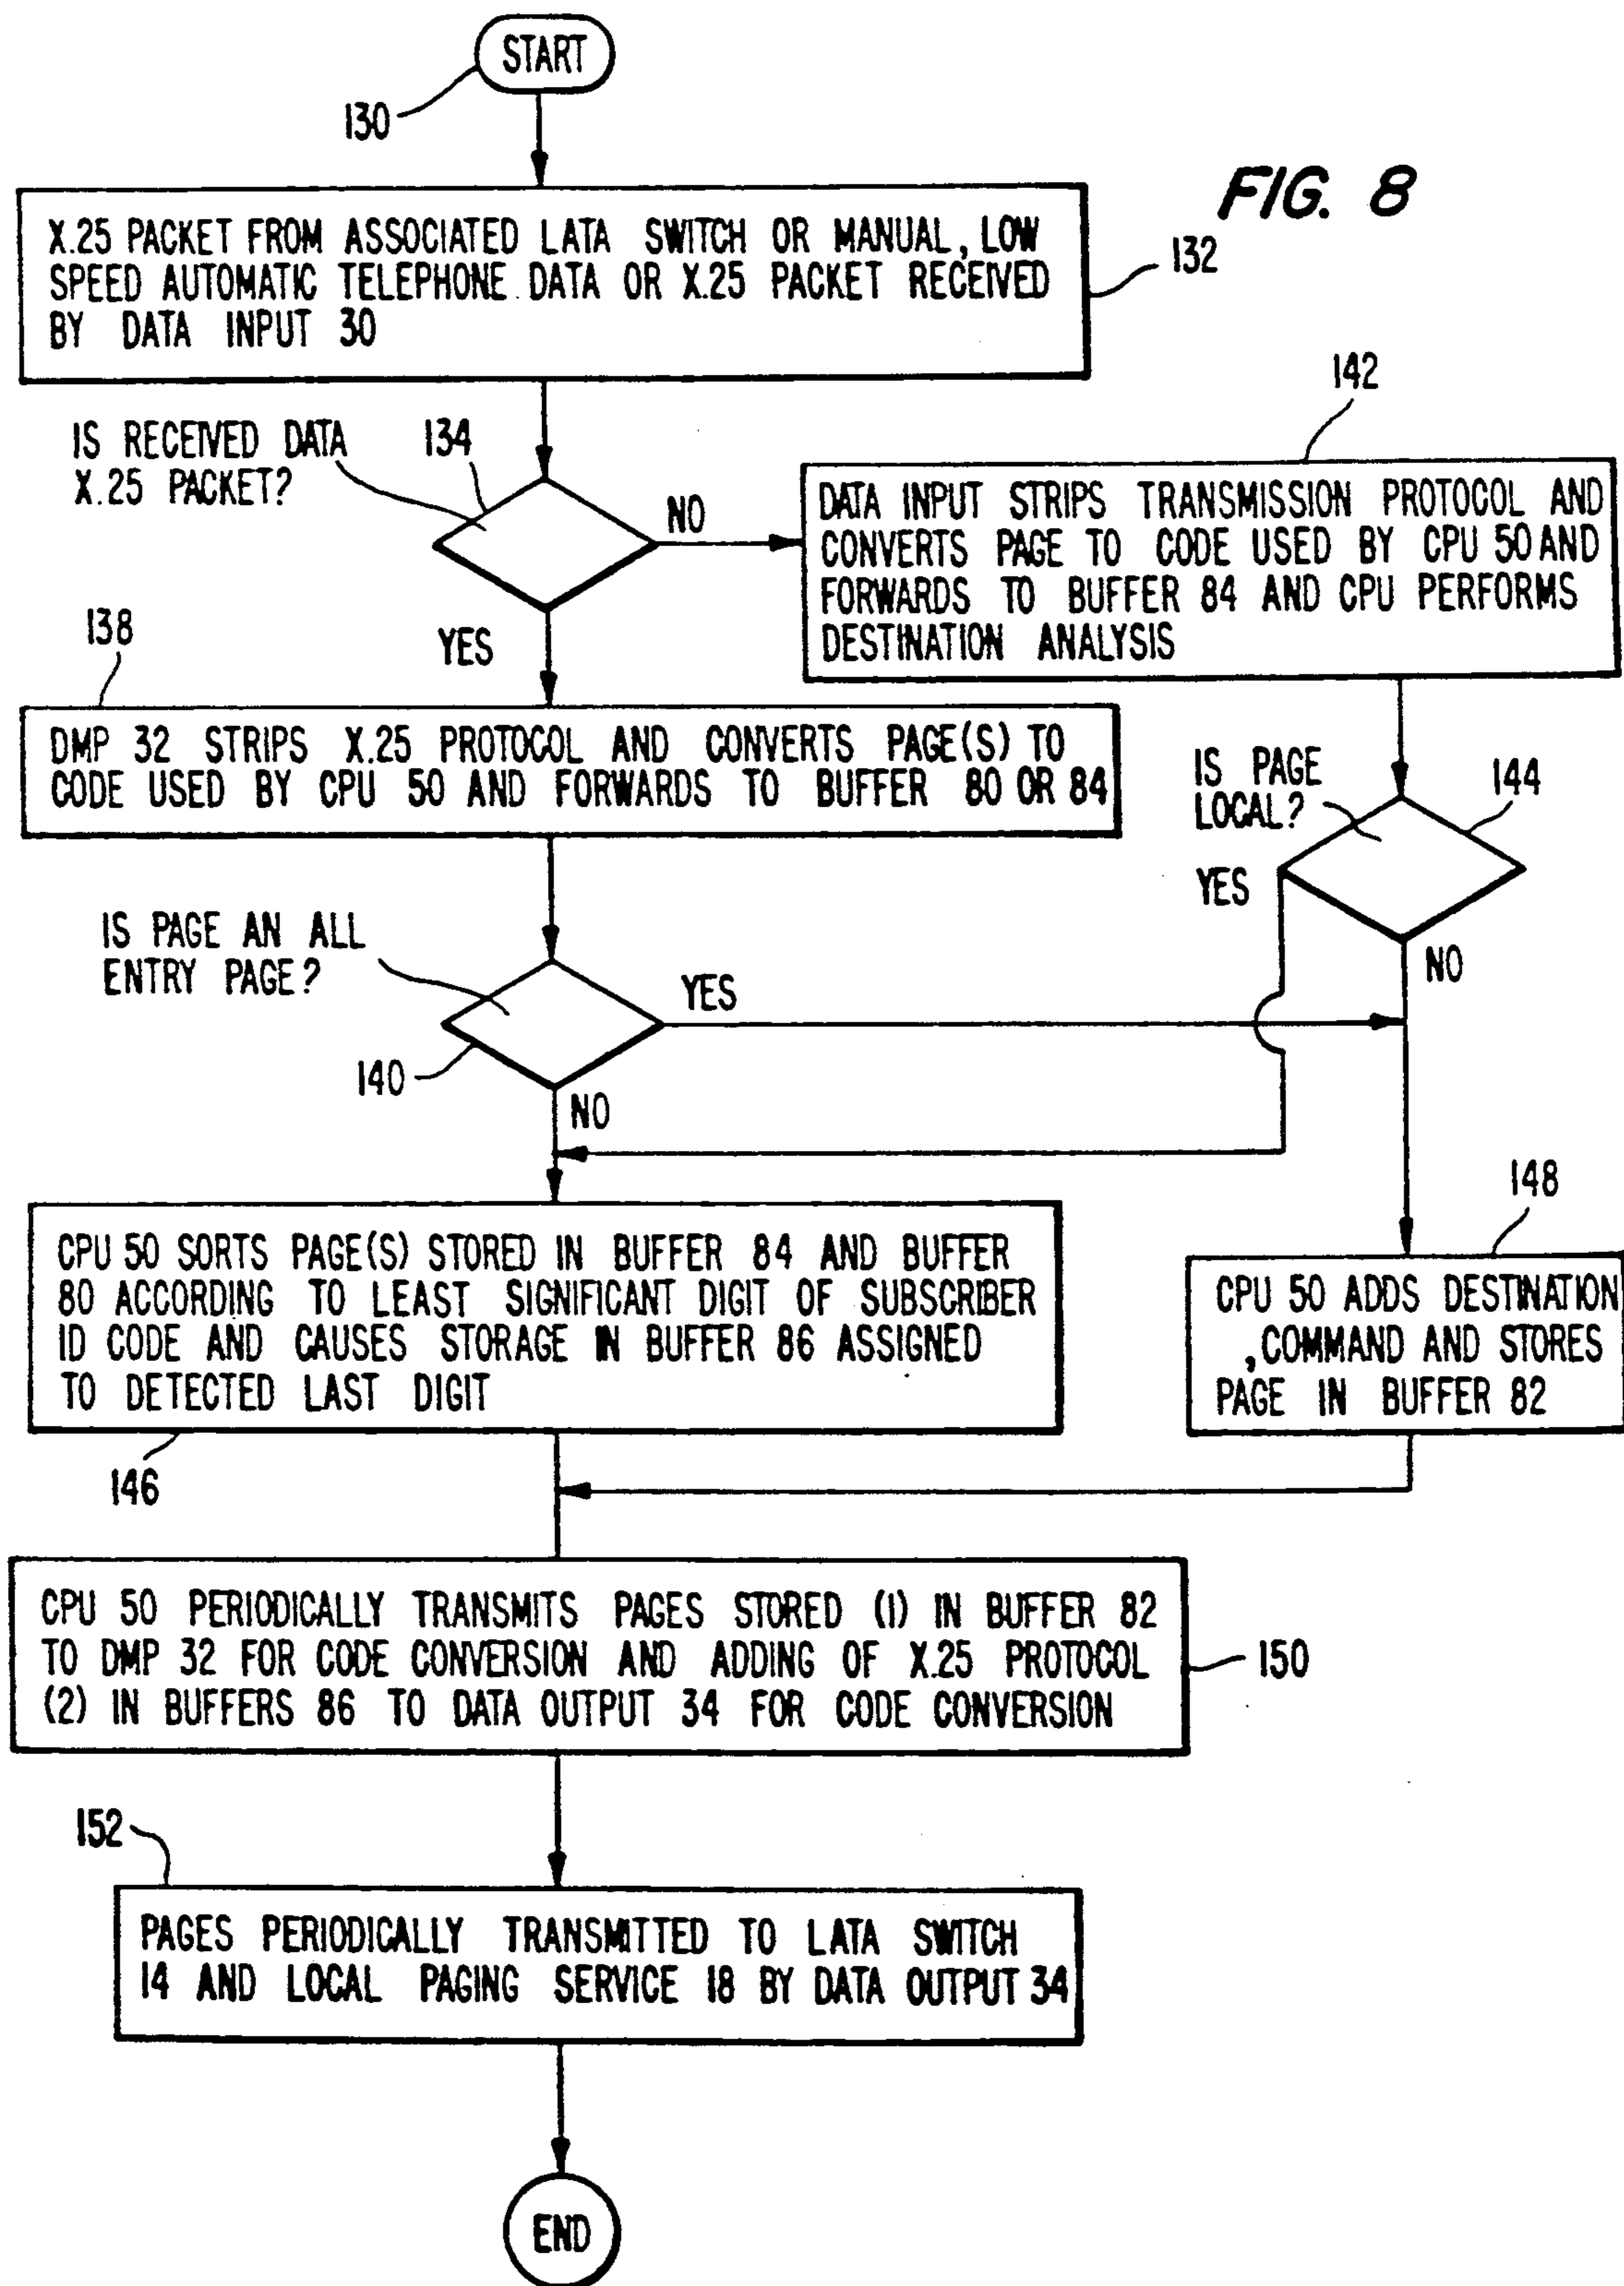 START
130
FIG. 8
X.25 PACKET FROM ASSOCIATED LATA SWITCH OR MANUAL, LOW
SPEED AUTOMATIC TELEPHONE DATA OR X.25 PACKET RECEIVED
BY DATA INPUT 30
132
IS RECEIVED DATA
X.25 PACKET?
134
NO
YES
142
DATA INPUT STRIPS TRANSMISSION PROTOCOL AND
CONVERTS PAGE TO CODE USED BY CPU 50 AND
FORWARDS TO BUFFER 84 AND CPU PERFORMS
DESTINATION ANALYSIS
138
DMP 32 STRIPS X.25 PROTOCOL AND CONVERTS PAGE(S) TO
CODE USED BY CPU 50 AND FORWARDS TO BUFFER 80 OR 84
IS PAGE
LOCAL?
144
YES
NO
IS PAGE AN ALL
ENTRY PAGE?
YES
140
NO
CPU 50 SORTS PAGE(S) STORED IN BUFFER 84 AND BUFFER
80 ACCORDING TO LEAST SIGNIFICANT DIGIT OF SUBSCRIBER
ID CODE AND CAUSES STORAGE IN BUFFER 86 ASSIGNED
TO DETECTED LAST DIGIT
146
148
CPU 50 ADDS DESTINATION
,COMMAND AND STORES
PAGE IN BUFFER 82
CPU 50 PERIODICALLY TRANSMITS PAGES STORED (1) IN BUFFER 82
TO DMP 32 FOR CODE CONVERSION AND ADDING OF X.25 PROTOCOL
(2) IN BUFFERS 86 TO DATA OUTPUT 34 FOR CODE CONVERSION
150
152
PAGES PERIODICALLY TRANSMITTED TO LATA SWITCH
14 AND LOCAL PAGING SERVICE 18 BY DATA OUTPUT 34
END